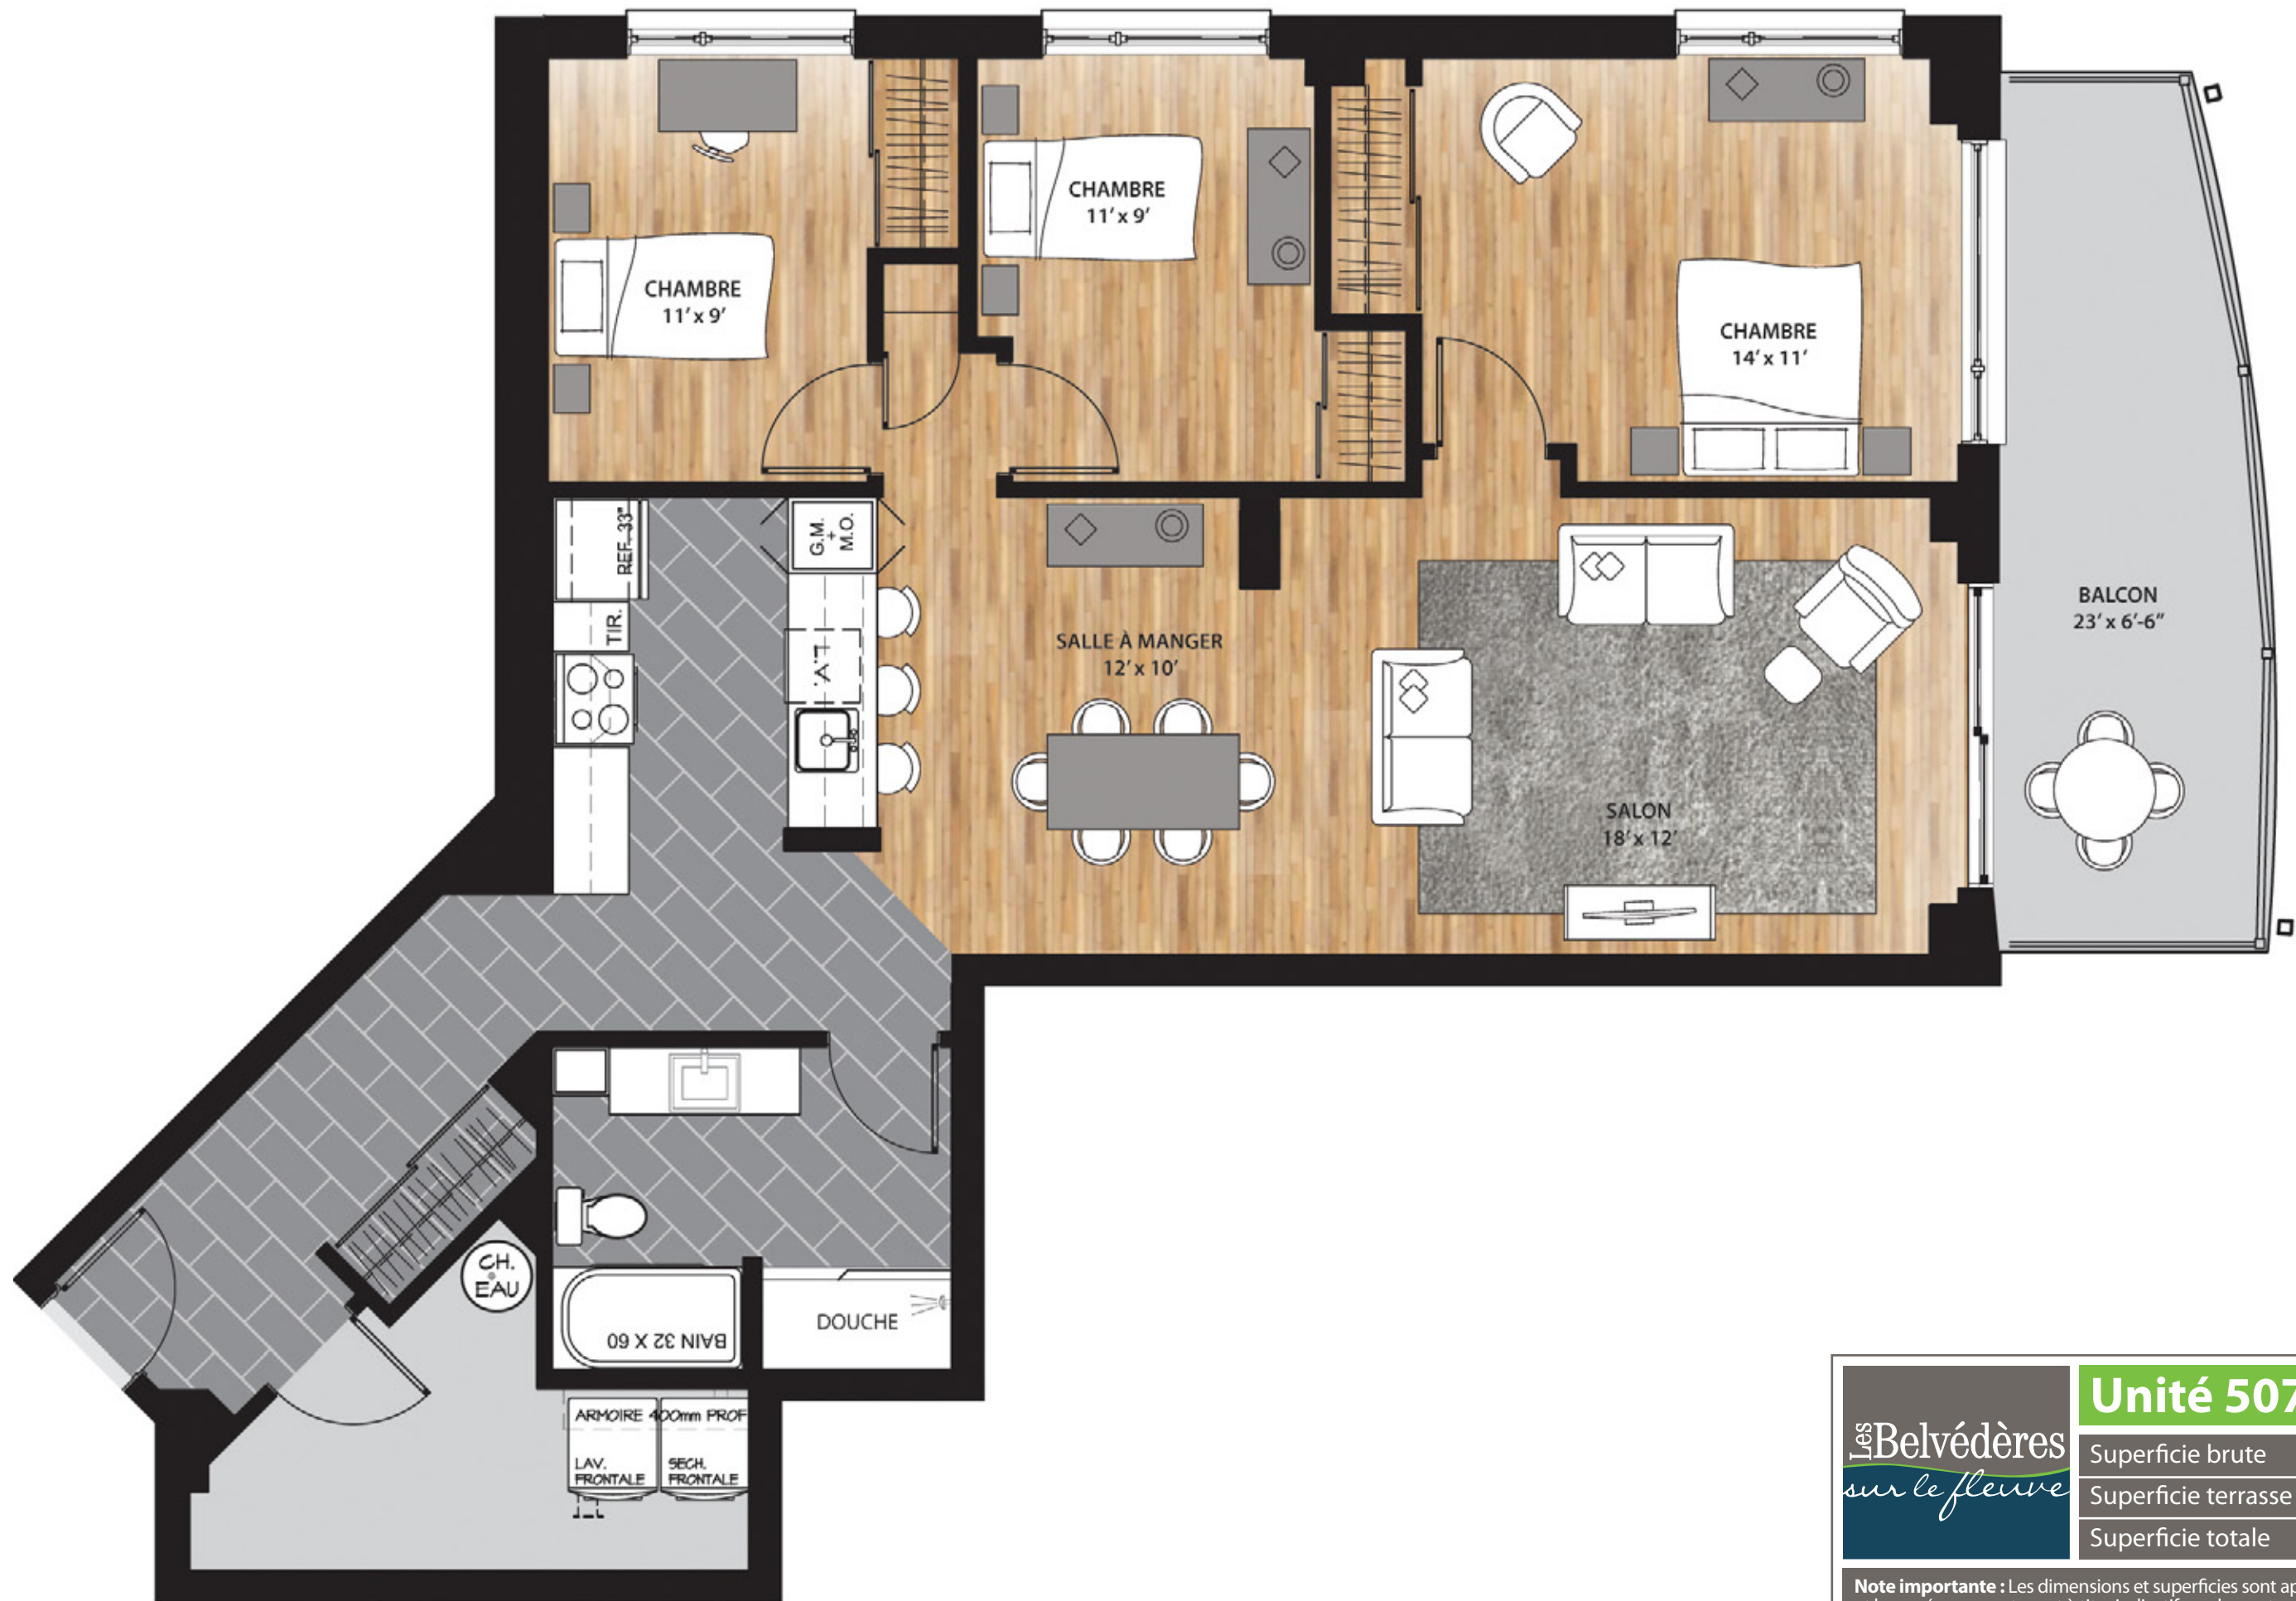 CHAMBRE
11' x 9'
CHAMBRE
11' x 9'
CHAMBRE
14' x 11'
REF. 33"
TIR.
G.M.
+
M.O.
L.V.
SALLE À MANGER
12' x 10'
SALON
18' x 12'
BALCON
23' x 6'-6"
CH.
EAU
BAIN 32 X 60
DOUCHE
ARMOIRE 400mm PROF
LAV.
FRONTALE
SECH.
FRONTALE
Les Belvédères
sur le fleuve
Unité 507
Superficie brute
Superficie terrasse
Superficie totale
Note importante : Les dimensions et superficies sont